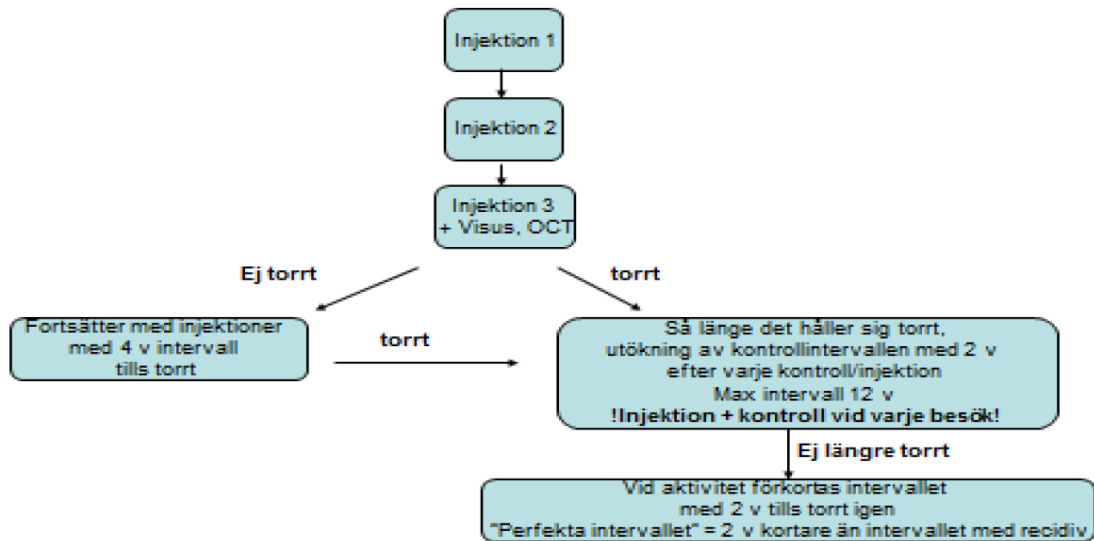 Injektion 1
Injektion 2
Injektion 3
+ Visus, OCT
Ej torrt
torrt
Fortsätter med injektioner
med 4 v intervall
tills torrt
torrt
Så länge det håller sig torrt,
utökning av kontrollintervallen med 2 v
efter varje kontroll/injektion
Max intervall 12 v
!Injektion + kontroll vid varje besök!
Ej längre torrt
Vid aktivitet förkortas intervallet
med 2 v tills torrt igen
"Perfekta intervallet" = 2 v kortare än intervallet med recidiv